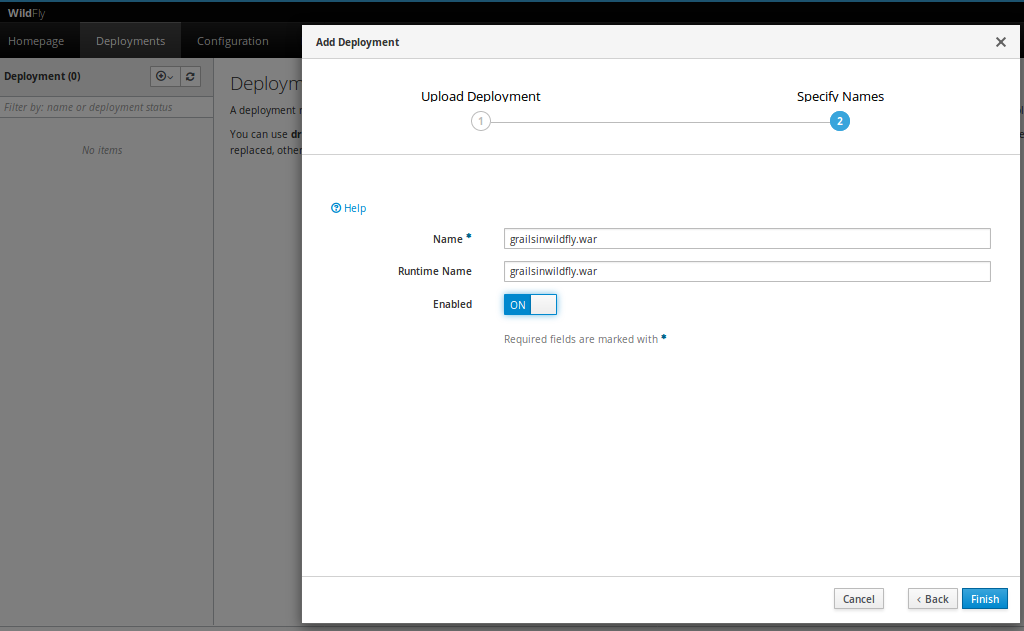 WildFly
Homepage Deployments Configuration
Deployment (0)
Filter by: name or deployment status
No items
Deploym
A deployment
You can use dr
replaced, other
Add Deployment
Upload Deployment Specify Names
1 2
Help
Name *
grailsinwildfly.war
Runtime Name
grailsinwildfly.war
Enabled
ON
Required fields are marked with *
Cancel
‹ Back
Finish